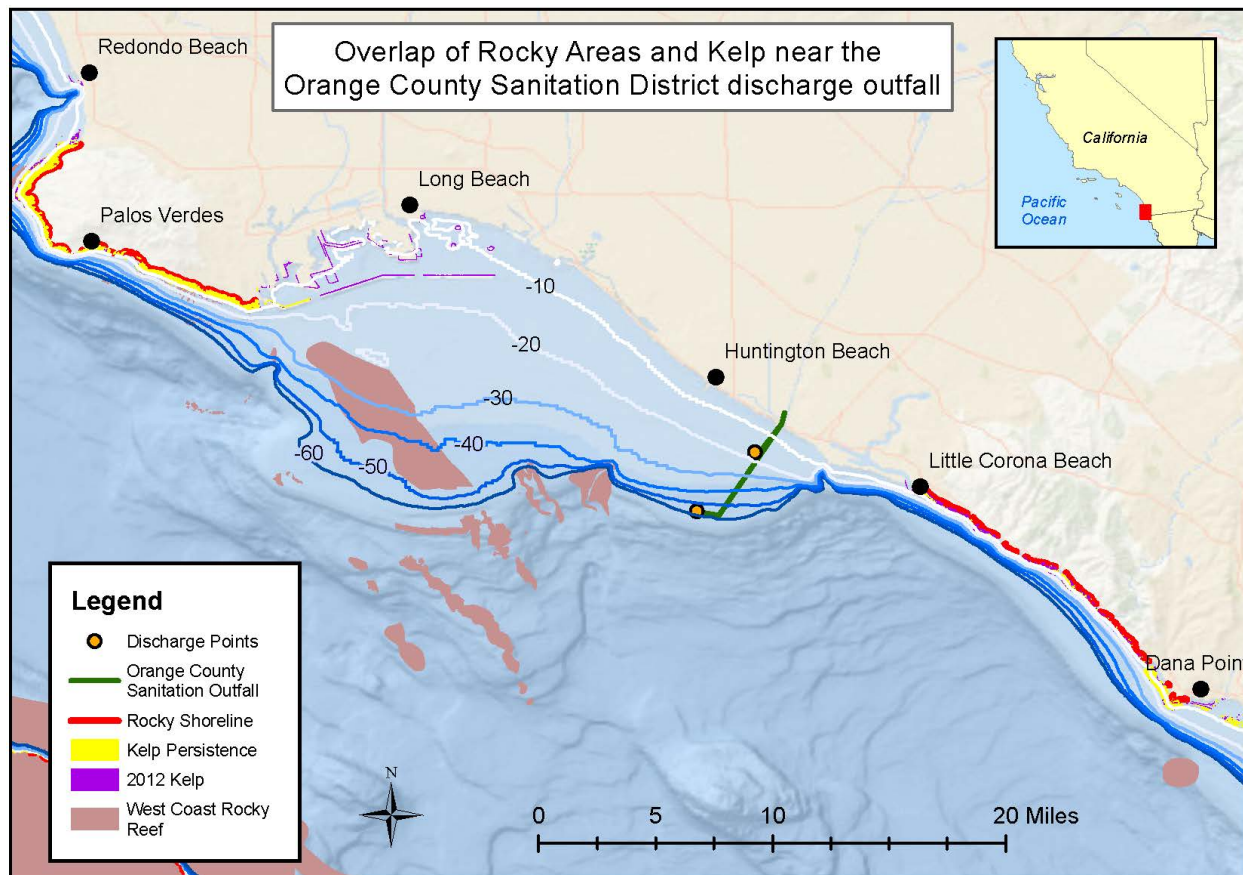 Overlap of Rocky Areas and Kelp near the
Orange County Sanitation District discharge outfall
Redondo Beach
Long Beach
Palos Verdes
Huntington Beach
Little Corona Beach
Dana Point
California
Pacific
Ocean
-10
-20
-30
-40
-50
-60
Legend
Discharge Points
Orange County
Sanitation Outfall
Rocky Shoreline
Kelp Persistence
2012 Kelp
West Coast Rocky
Reef
N
0 5 10 20 Miles